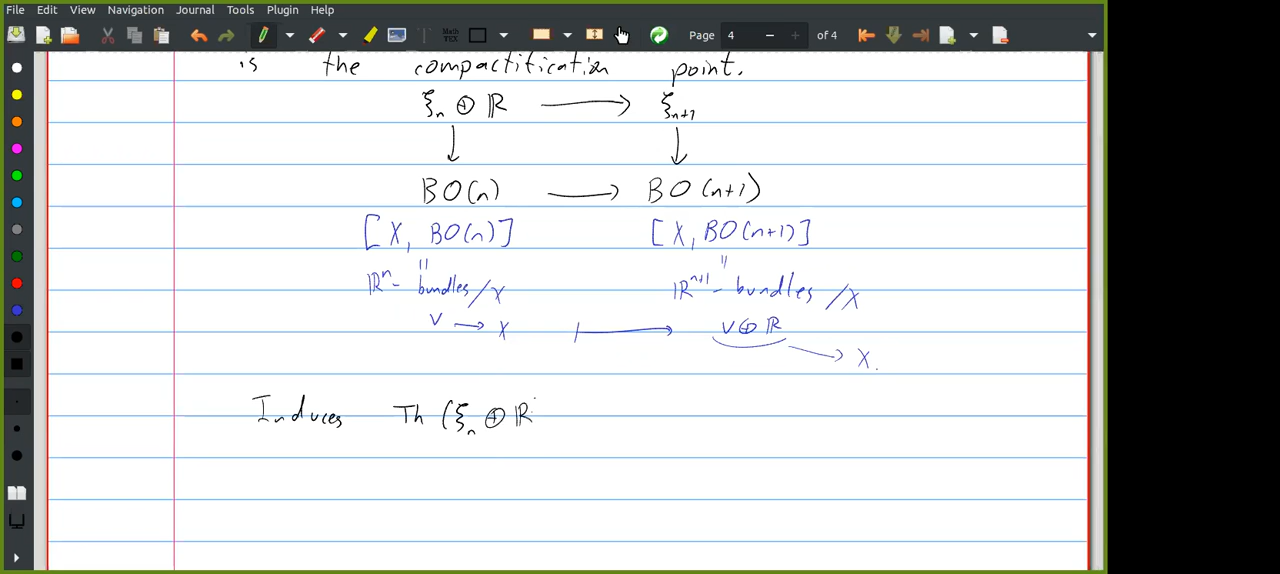 File Edit View Navigation Journal Tools Plugin Help
Page 4 of 4
is the compactification point.
ξₙ ⊕ ℝ ⟶ ξₙ₊₁
↓ ↓
BO(n) ⟶ BO(n+1)
[X, BO(n)] [X, BO(n+1)]
" "
ℝⁿ- bundles/X ℝⁿ⁺¹- bundles /X
V ⟶ X ⟼ V⊕ℝ
⟶ X.
Induces Th (ξₙ ⊕ ℝ